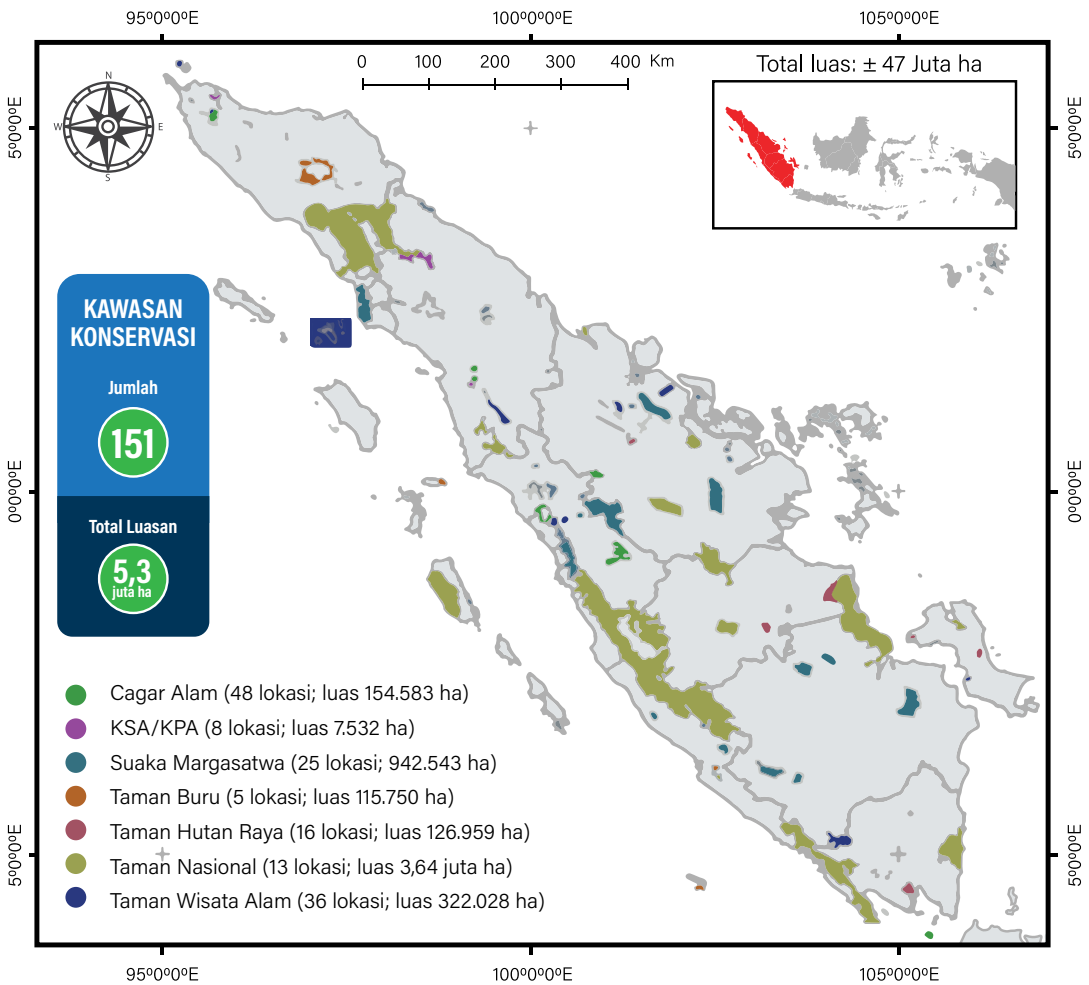 95º0º0ºE
100º0º0ºE
105º0º0ºE
0 100 200 300 400 Km
Total luas: ± 47 Juta ha
N
W
E
S
5º0º0ºE
5º0º0ºE
KAWASAN
KONSERVASI
Jumlah
151
Total Luasan
5,3
juta ha
0º0º0ºE
0º0º0ºE
Cagar Alam (48 lokasi; luas 154.583 ha)
KSA/KPA (8 lokasi; luas 7.532 ha)
Suaka Margasatwa (25 lokasi; 942.543 ha)
Taman Buru (5 lokasi; luas 115.750 ha)
Taman Hutan Raya (16 lokasi; luas 126.959 ha)
Taman Nasional (13 lokasi; luas 3,64 juta ha)
Taman Wisata Alam (36 lokasi; luas 322.028 ha)
5º0º0ºE
5º0º0ºE
95º0º0ºE
100º0º0ºE
105º0º0ºE